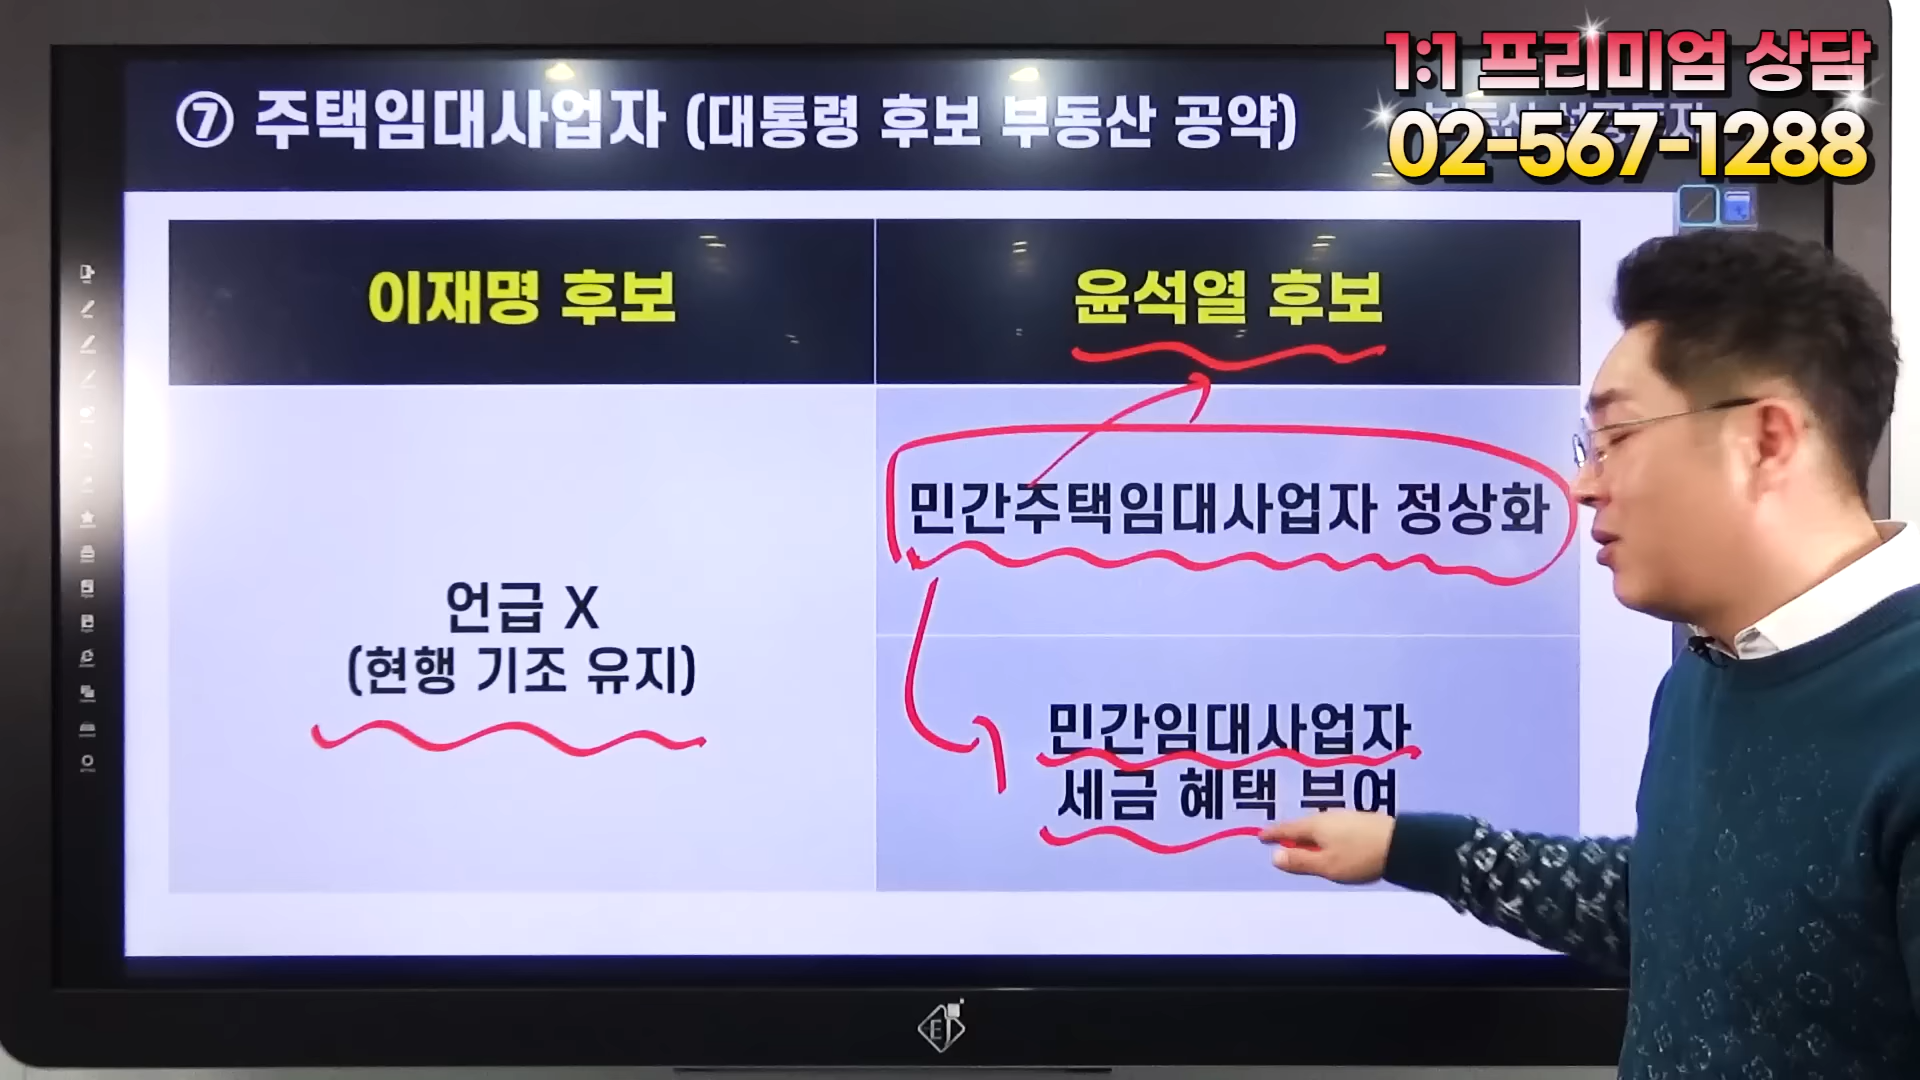 1:1 프리미엄 상담
02-567-1288
⑦ 주택임대사업자 (대통령 후보 부동산 공약)
이재명 후보
윤석열 후보
언급 X
(현행 기조 유지)
민간주택임대사업자 정상화
민간임대사업자
세금 혜택 부여